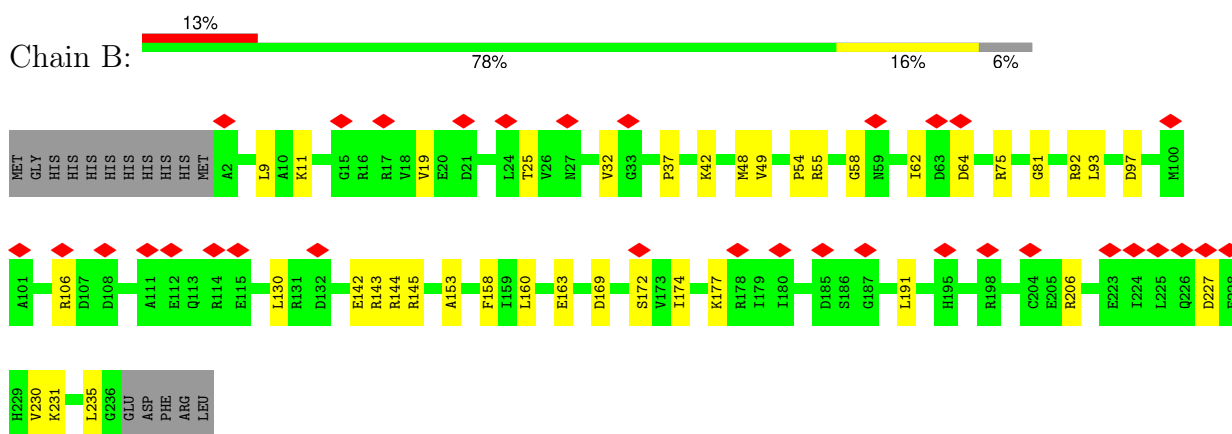 13%
Chain B:
78% 16% 6%
MET GLY HIS HIS HIS HIS HIS HIS HIS HIS MET A2 L9 A10 K11 G15 R16 R17 V18 V19 E20 D21 L24 T25 V26 N27 V32 G33 P37 K42 M48 V49 P54 R55 G58 N59 I62 D63 D64 R75 G81 R92 L93 D97 M100
A101 R106 D107 D108 A111 E112 Q113 R114 E115 L130 R131 D132 E142 R143 R144 R145 A153 F158 I159 L160 E163 D169 S172 V173 I174 K177 R178 I179 I180 D185 S186 G187 L191 H195 R198 C204 E205 R206 E223 I224 L225 Q226 D227
H229 V230 K231 L235 G236 GLU ASP PHE ARG LEU